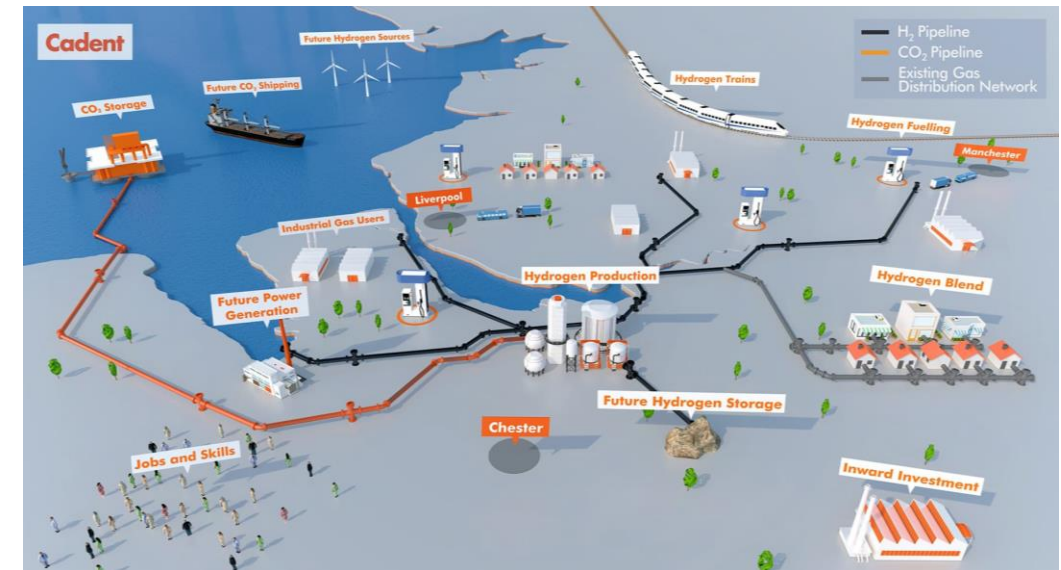 Cadent
Future Hydrogen Sources
H₂ Pipeline
CO₂ Pipeline
Existing Gas
Distribution Network
CO₂ Storage
Future CO₂ Shipping
Hydrogen Trains
Hydrogen Fuelling
Manchester
Liverpool
Industrial Gas Users
Hydrogen Production
Hydrogen Blend
Future Power
Generation
Future Hydrogen Storage
Chester
Jobs and Skills
Inward Investment